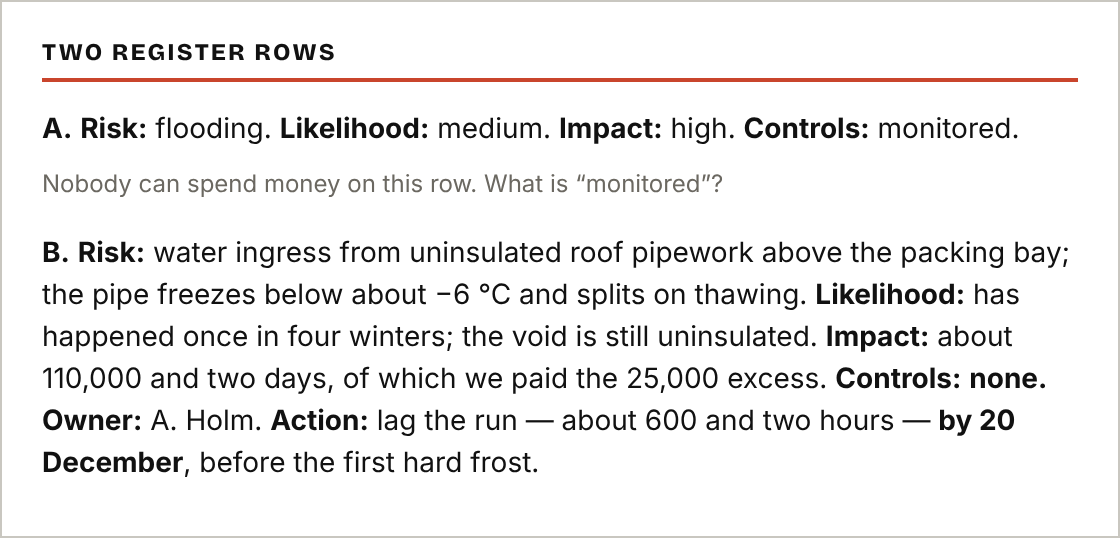 TWO REGISTER ROWS
A. Risk: flooding. Likelihood: medium. Impact: high. Controls: monitored.
Nobody can spend money on this row. What is “monitored”?
B. Risk: water ingress from uninsulated roof pipework above the packing bay;
the pipe freezes below about −6 °C and splits on thawing. Likelihood: has
happened once in four winters; the void is still uninsulated. Impact: about
110,000 and two days, of which we paid the 25,000 excess. Controls: none.
Owner: A. Holm. Action: lag the run — about 600 and two hours — by 20
December, before the first hard frost.